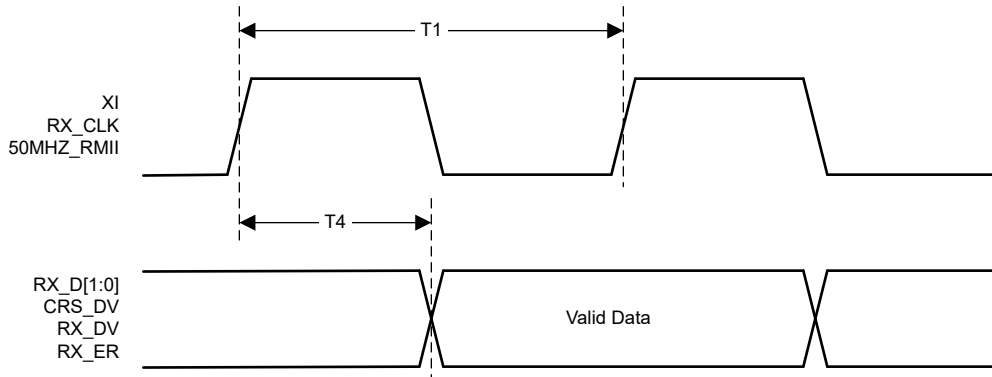 T1
XI
RX_CLK
50MHZ_RMII
T4
RX_D[1:0]
CRS_DV
RX_DV
RX_ER
Valid Data